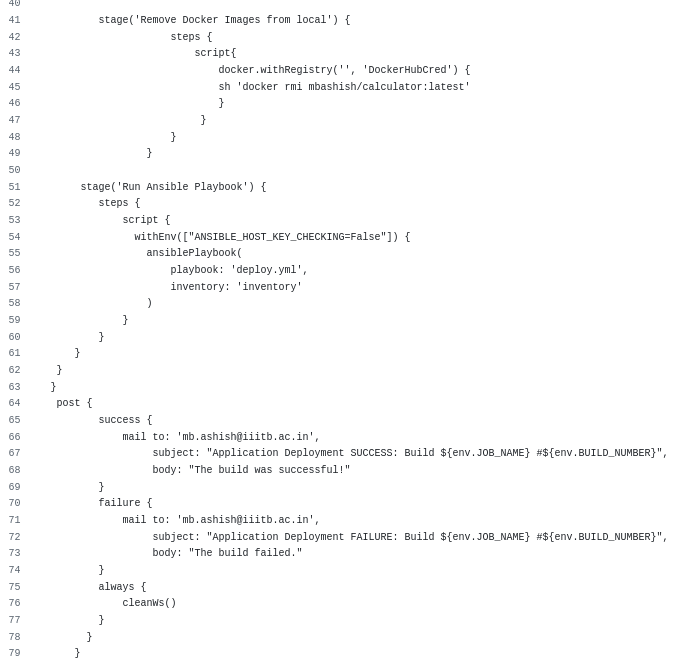 40
41 stage('Remove Docker Images from local') {
42 steps {
43 script{
44 docker.withRegistry('', 'DockerHubCred') {
45 sh 'docker rmi mbashish/calculator:latest'
46 }
47 }
48 }
49 }
50
51 stage('Run Ansible Playbook') {
52 steps {
53 script {
54 withEnv(["ANSIBLE_HOST_KEY_CHECKING=False"]) {
55 ansiblePlaybook(
56 playbook: 'deploy.yml',
57 inventory: 'inventory'
58 )
59 }
60 }
61 }
62 }
63 }
64 post {
65 success {
66 mail to: 'mb.ashish@iiitb.ac.in',
67 subject: "Application Deployment SUCCESS: Build ${env.JOB_NAME} #${env.BUILD_NUMBER}",
68 body: "The build was successful!"
69 }
70 failure {
71 mail to: 'mb.ashish@iiitb.ac.in',
72 subject: "Application Deployment FAILURE: Build ${env.JOB_NAME} #${env.BUILD_NUMBER}",
73 body: "The build failed."
74 }
75 always {
76 cleanWs()
77 }
78 }
79 }